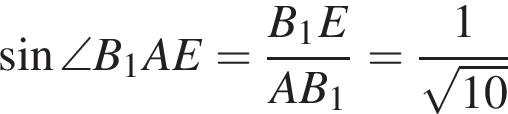 sin ∠B₁AE = B₁E / AB₁ = 1 / √10